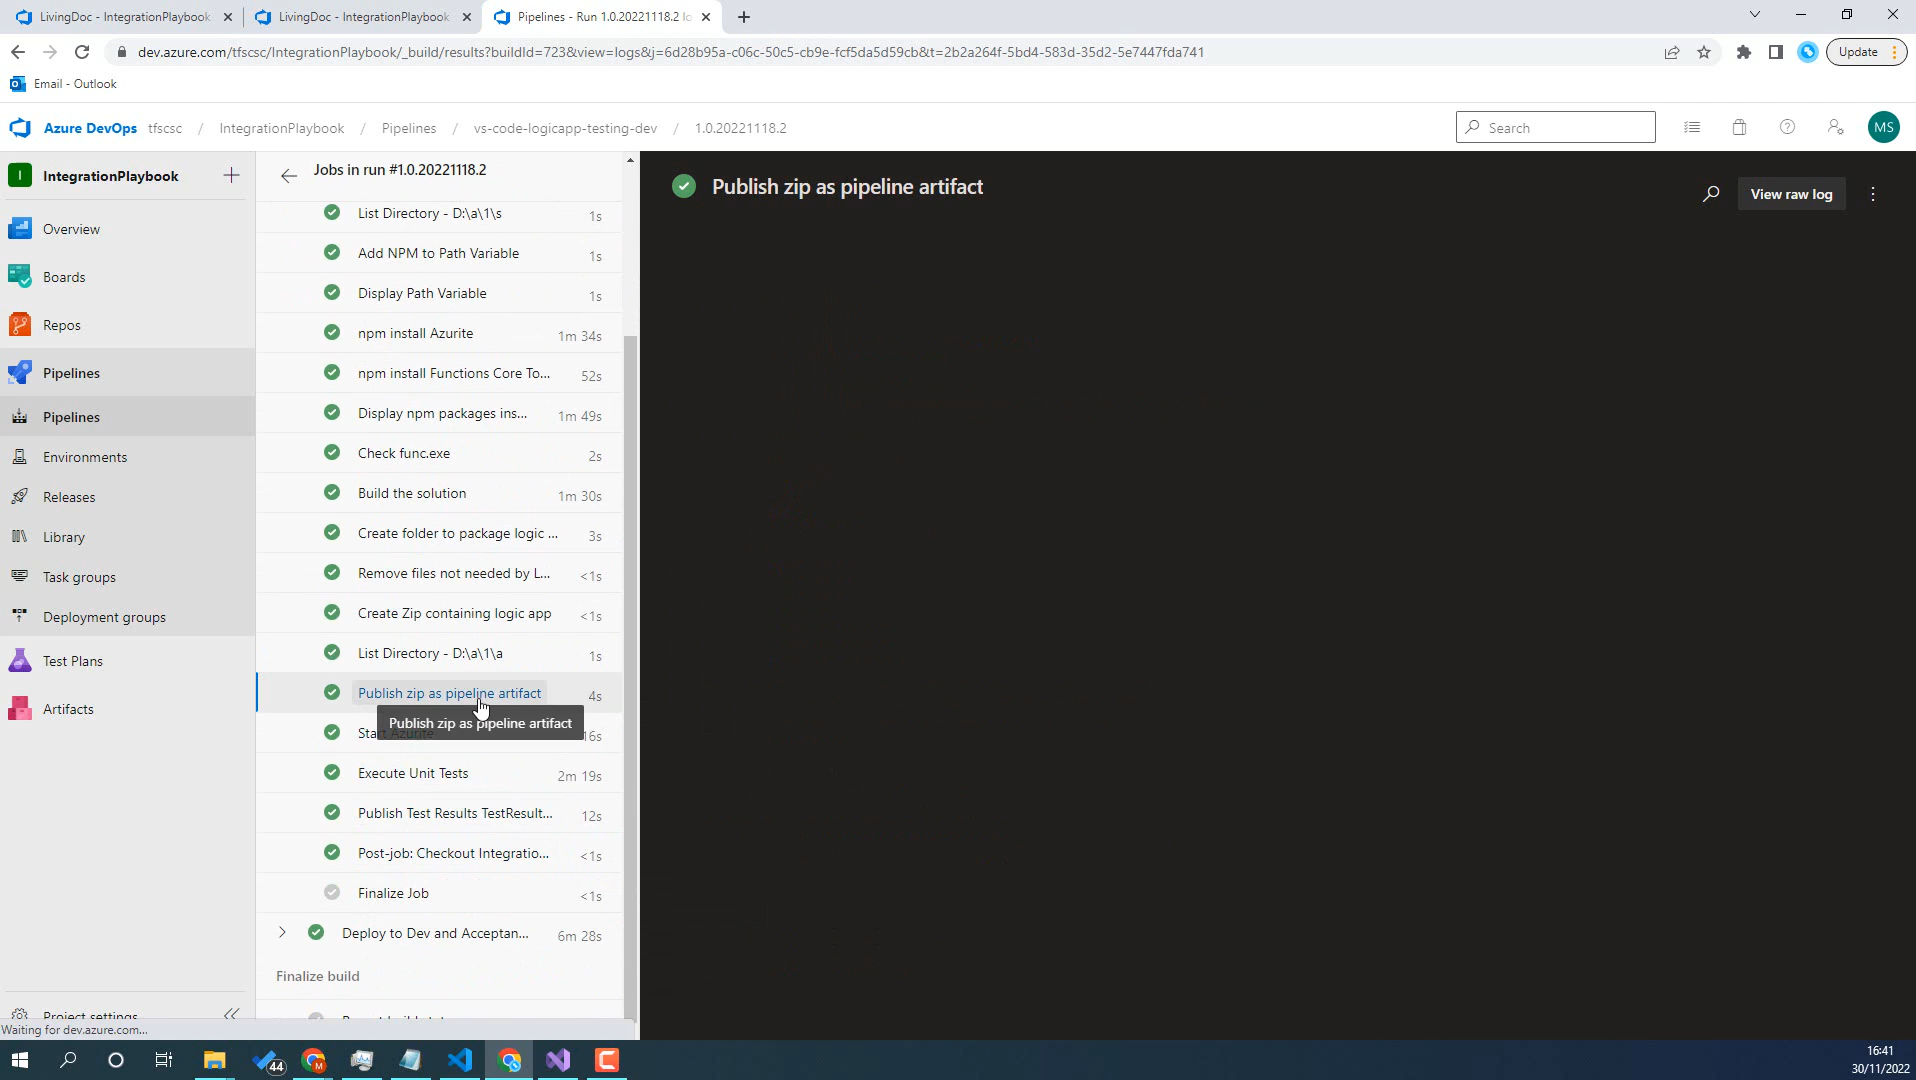 LivingDoc - IntegrationPlaybook
LivingDoc - IntegrationPlaybook
Pipelines - Run 1.0.20221118.2 lo
dev.azure.com/tfscsc/IntegrationPlaybook/_build/results?buildId=723&view=logs&j=6d28b95a-c06c-50c5-cb9e-fcf5da5d59cb&t=2b2a264f-5bd4-583d-35d2-5e7447fda741
Update
Email - Outlook
Azure DevOps tfscsc / IntegrationPlaybook / Pipelines / vs-code-logicapp-testing-dev / 1.0.20221118.2
Search
MS
I IntegrationPlaybook
Overview
Boards
Repos
Pipelines
Pipelines
Environments
Releases
Library
Task groups
Deployment groups
Test Plans
Artifacts
Project settings
Waiting for dev.azure.com...
Jobs in run #1.0.20221118.2
List Directory - D:\a\1\s 1s
Add NPM to Path Variable 1s
Display Path Variable 1s
npm install Azurite 1m 34s
npm install Functions Core To... 52s
Display npm packages ins... 1m 49s
Check func.exe 2s
Build the solution 1m 30s
Create folder to package logic ... 3s
Remove files not needed by L... <1s
Create Zip containing logic app <1s
List Directory - D:\a\1\a 1s
Publish zip as pipeline artifact 4s
Publish zip as pipeline artifact
Start Azurite 16s
Execute Unit Tests 2m 19s
Publish Test Results TestResult... 12s
Post-job: Checkout Integratio... <1s
Finalize Job <1s
Deploy to Dev and Acceptan... 6m 28s
Finalize build
Publish zip as pipeline artifact
View raw log
44
M
16:41
30/11/2022